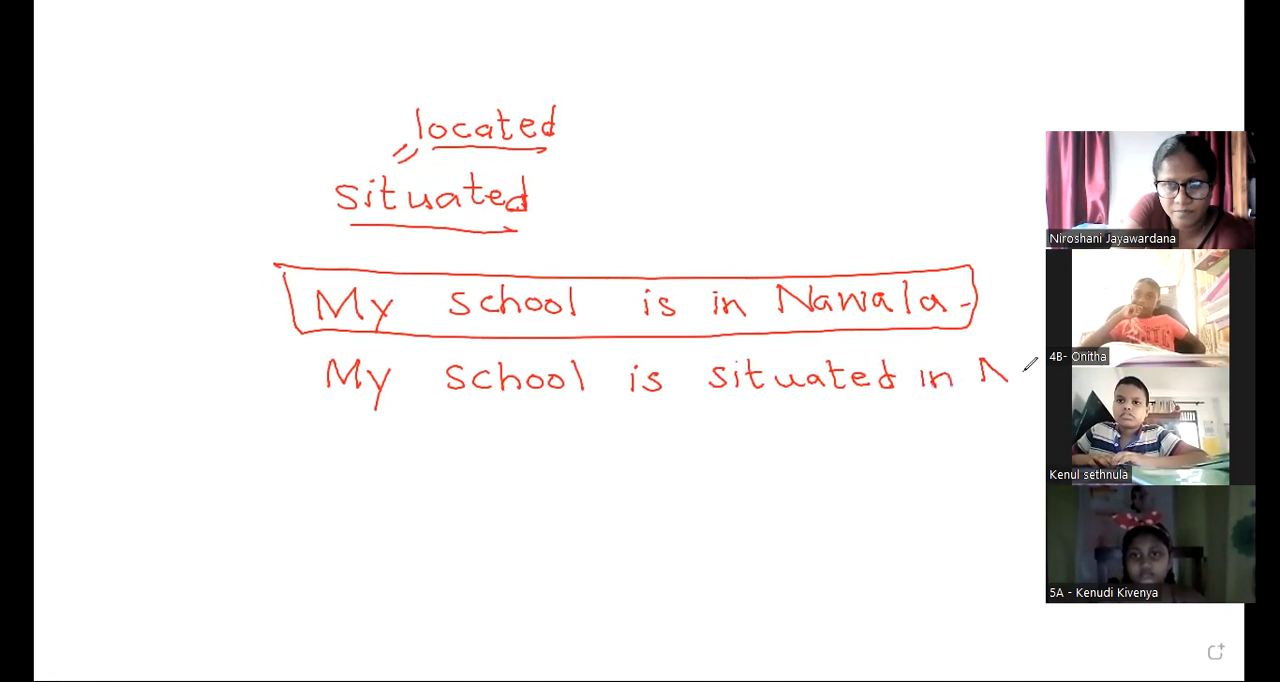 located
situated
My school is in Nawala
My school is situated in N
Niroshani Jayawardana
4B- Onitha
Kenul sethnula
5A - Kenudi Kivenya